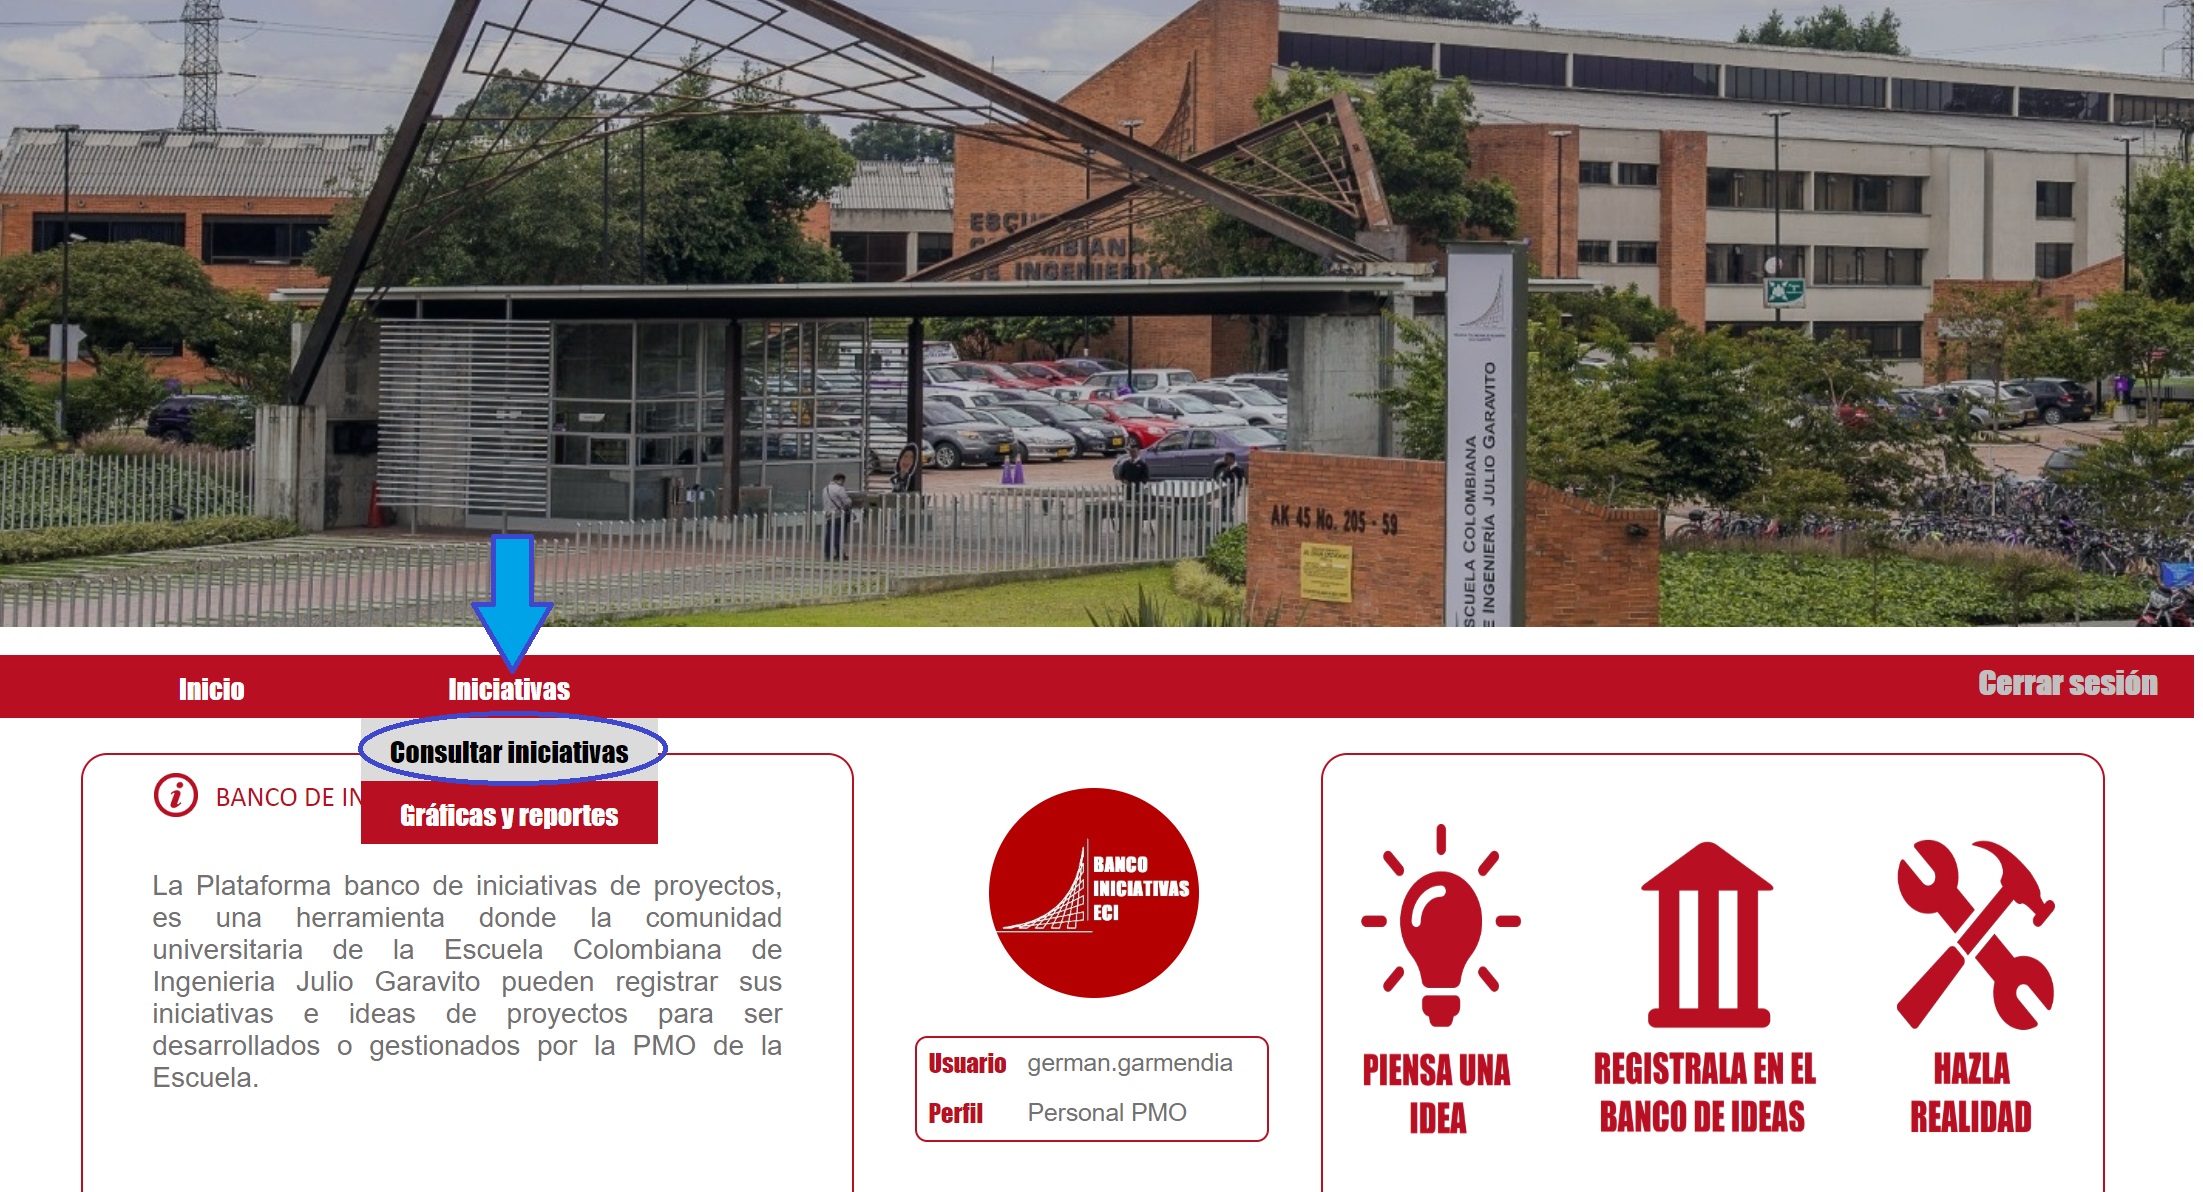 ESCU
COLOMBIANA
DE INGENIERIA
AK 45 No. 205 - 59
ESCUELA COLOMBIANA
DE INGENIERÍA JULIO GARAVITO
Inicio
Iniciativas
Cerrar sesión
Consultar iniciativas
Gráficas y reportes
BANCO DE IN
La Plataforma banco de iniciativas de proyectos,
es una herramienta donde la comunidad
universitaria de la Escuela Colombiana de
Ingenieria Julio Garavito pueden registrar sus
iniciativas e ideas de proyectos para ser
desarrollados o gestionados por la PMO de la
Escuela.
BANCO
INICIATIVAS
ECI
Usuario german.garmendia
Perfil Personal PMO
PIENSA UNA
IDEA
REGISTRALA EN EL
BANCO DE IDEAS
HAZLA
REALIDAD